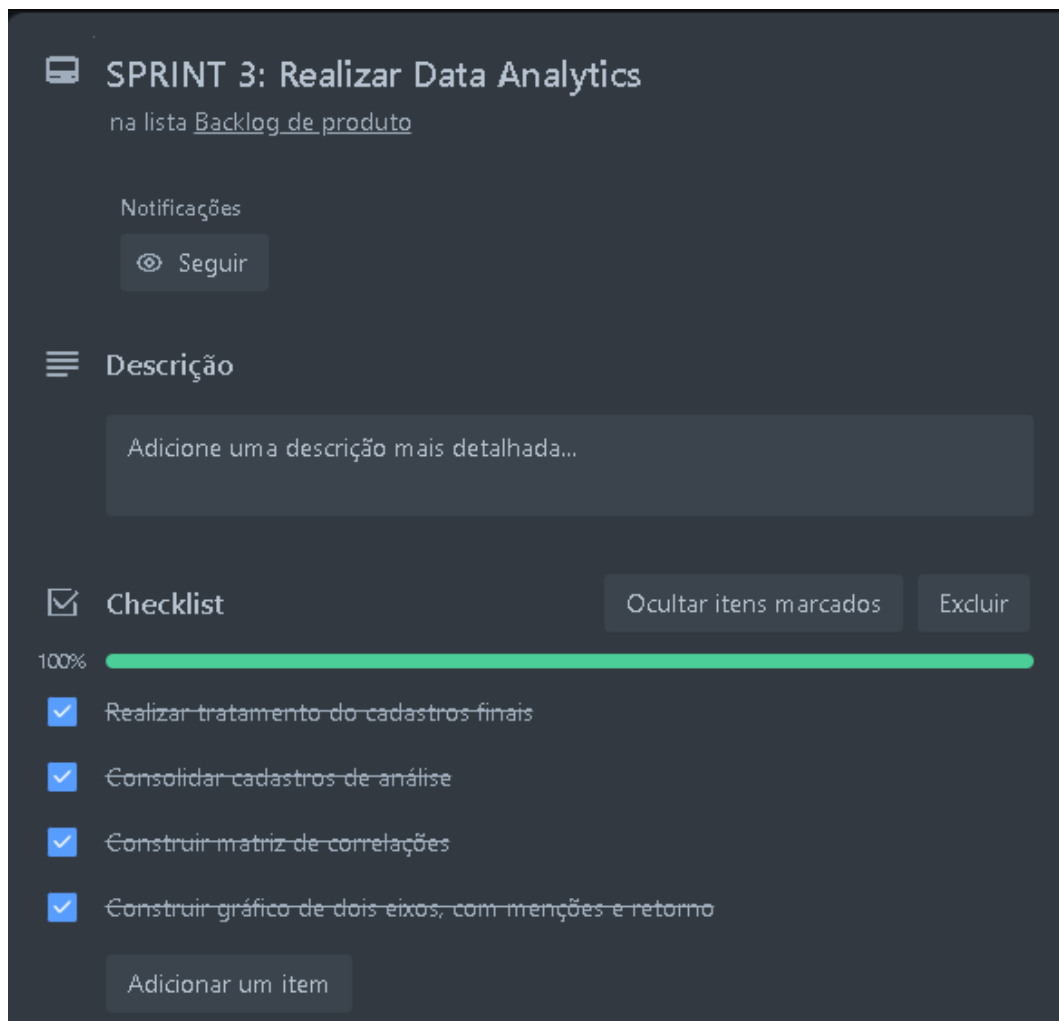 SPRINT 3: Realizar Data Analytics
na lista Backlog de produto
Notificações
Seguir
Descrição
Adicione uma descrição mais detalhada...
Checklist
Ocultar itens marcados
Excluir
100%
Realizar tratamento do cadastros finais
Consolidar cadastros de análise
Construir matriz de correlações
Construir gráfico de dois eixos, com menções e retorno
Adicionar um item